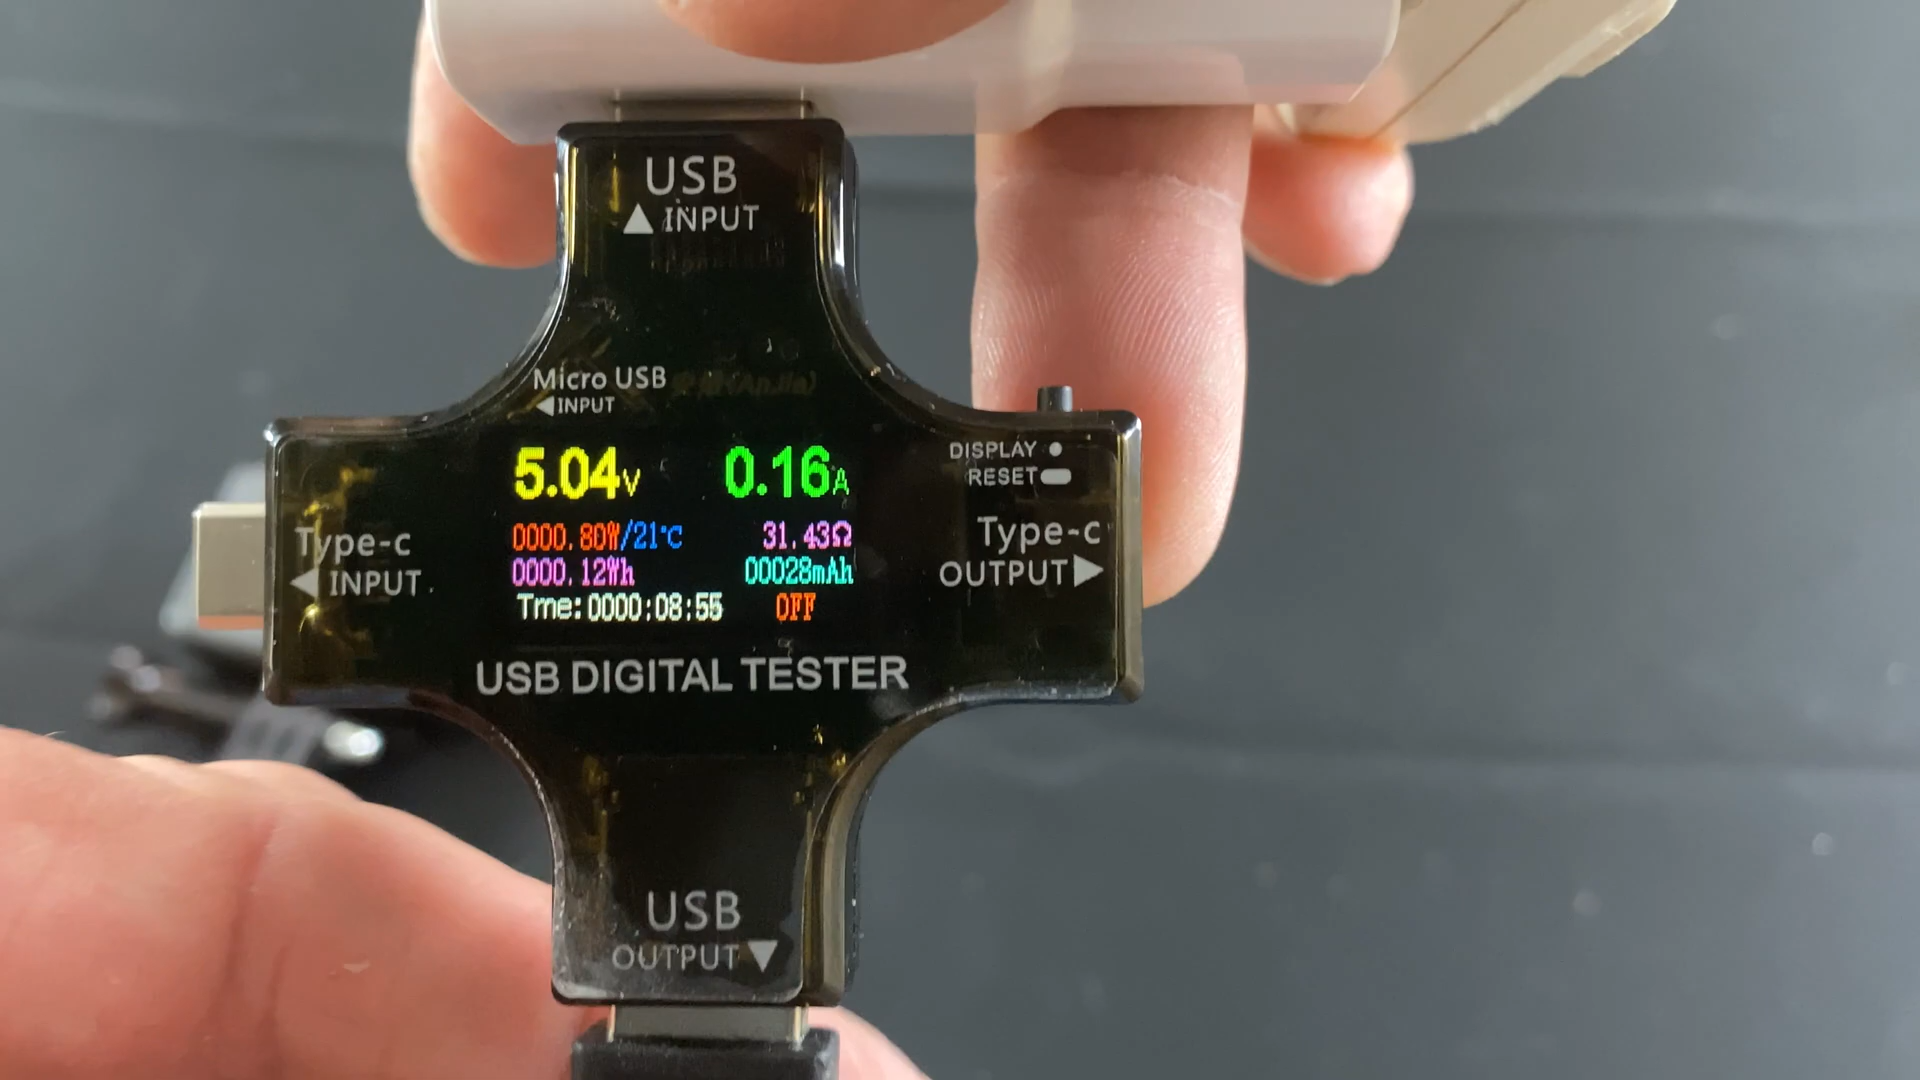 USB
▲ INPUT
Micro USB
◀INPUT
5.04V 0.16A
DISPLAY ●
RESET
0000.80W/21°C 31.43Ω
0000.12Wh 00028mAh
Tme:0000:08:55 OFF
Type-c
◀ INPUT
Type-c
OUTPUT▶
USB DIGITAL TESTER
USB
OUTPUT▼